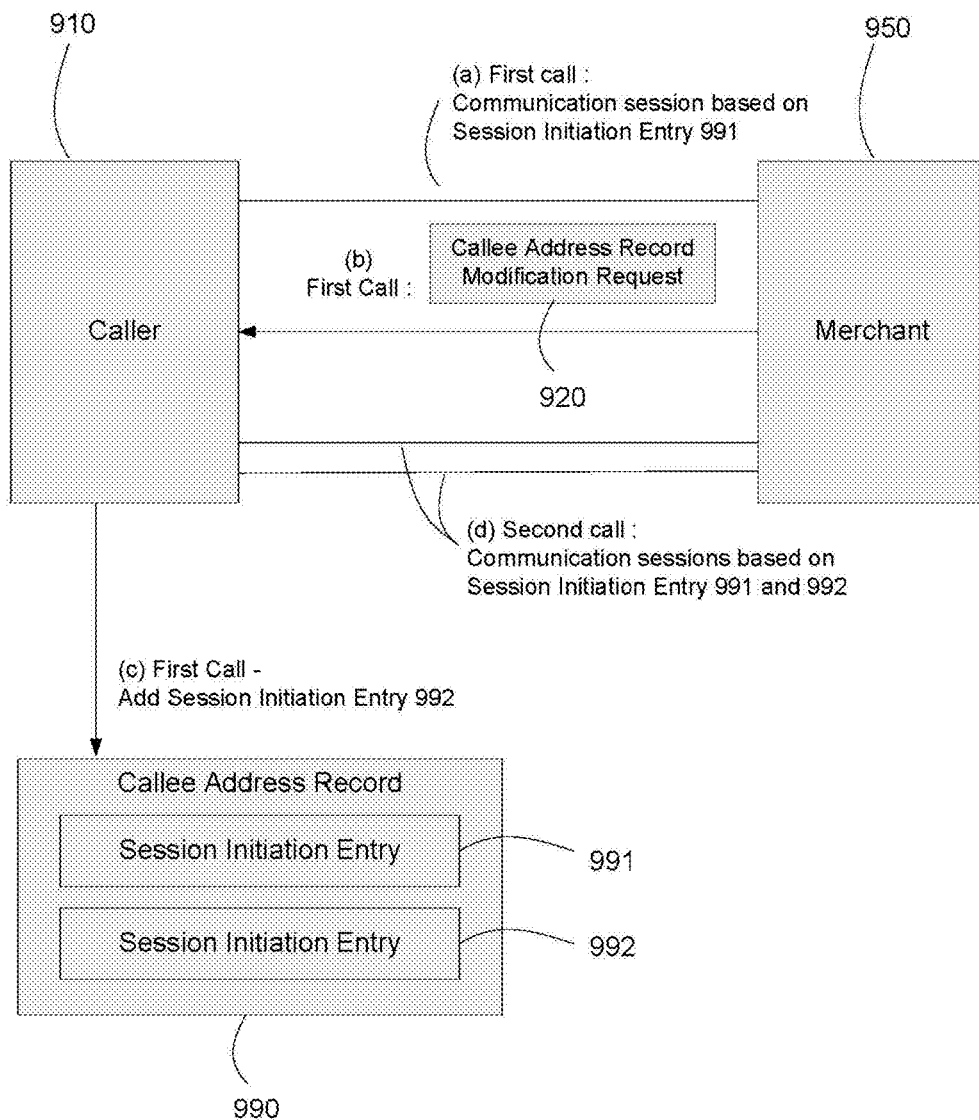 910
950
(a) First call :
Communication session based on
Session Initiation Entry 991
Callee Address Record
Modification Request
(b)
First Call :
Caller
Merchant
920
(d) Second call :
Communication sessions based on
Session Initiation Entry 991 and 992
(c) First Call -
Add Session Initiation Entry 992
Callee Address Record
Session Initiation Entry
991
Session Initiation Entry
992
990